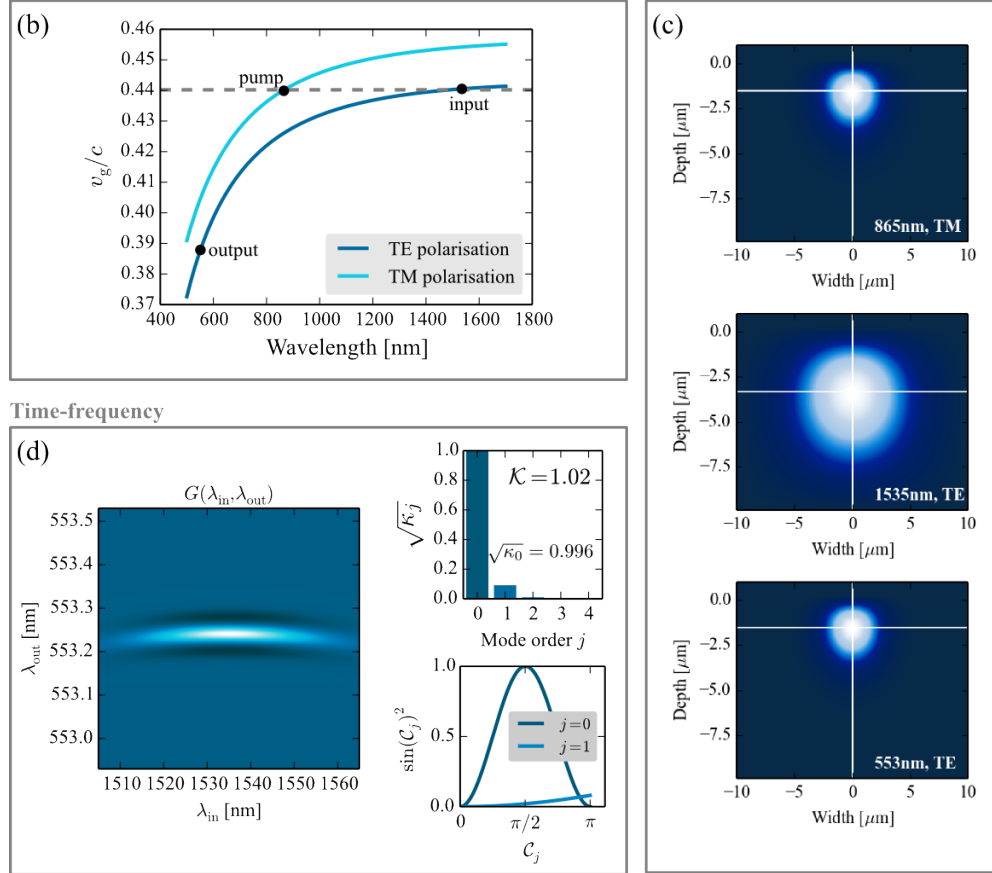 (b)
0.46
0.45
0.44
0.43
0.42
0.41
0.40
0.39
0.38
0.37
v_g/c
pump
input
output
TE polarisation
TM polarisation
400 600 800 1000 1200 1400 1600 1800
Wavelength [nm]
Time-frequency
(d)
G(λ_in,λ_out)
553.5
553.4
553.3
553.2
553.1
553.0
λ_out [nm]
1510 1520 1530 1540 1550 1560
λ_in [nm]
1.0
0.8
0.6
0.4
0.2
0.0
√κ_j
𝒦=1.02
√κ_0 = 0.996
0 1 2 3 4
Mode order j
1.0
0.5
0.0
sin(𝒞_j)^2
j=0
j=1
0 π/2 π
𝒞_j
(c)
0.0
−2.5
−5.0
−7.5
Depth [μm]
865nm, TM
−10 −5 0 5 10
Width [μm]
0.0
−2.5
−5.0
−7.5
Depth [μm]
1535nm, TE
−10 −5 0 5 10
Width [μm]
0.0
−2.5
−5.0
−7.5
Depth [μm]
553nm, TE
−10 −5 0 5 10
Width [μm]